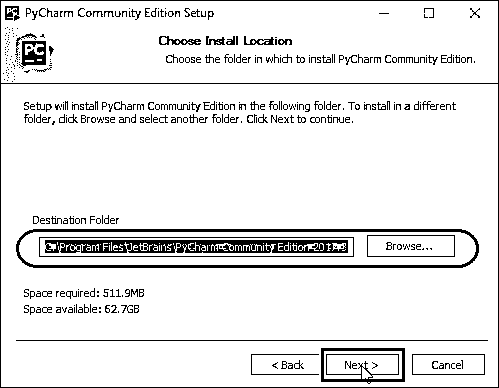 PyCharm Community Edition Setup
PC
Choose Install Location
Choose the folder in which to install PyCharm Community Edition.
Setup will install PyCharm Community Edition in the following folder. To install in a different
folder, click Browse and select another folder. Click Next to continue.
Destination Folder
C:\Program Files\JetBrains\PyCharm Community Edition
Browse...
Space required: 511.9MB
Space available: 62.7GB
< Back
Next >
Cancel